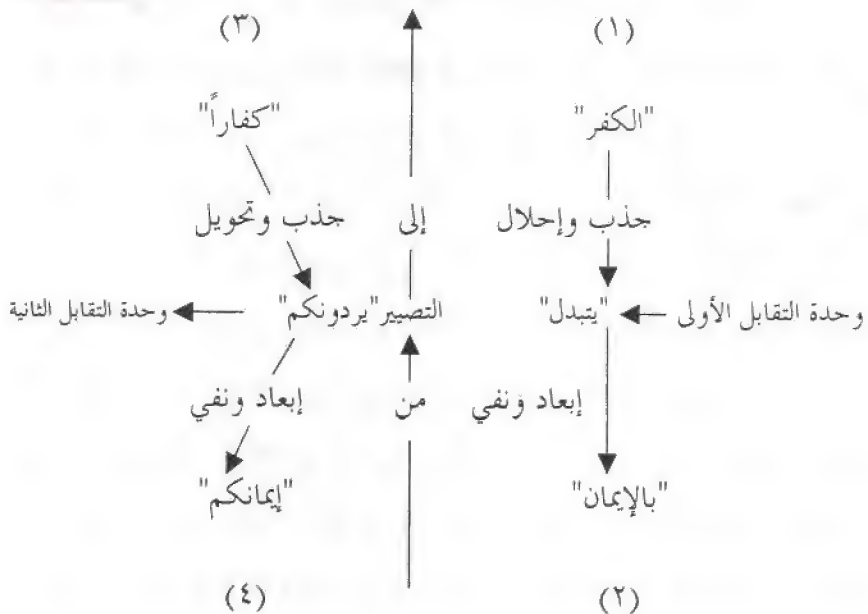 (١) (٣)
"الكفر" "كفاراً"
جذب وإحلال إلى جذب وتحويل
وحدة التقابل الأولى "يتبدل" التصيير "يردونكم" وحدة التقابل الثانية
إبعاد ونفي من إبعاد ونفي
"بالإيمان" "إيمانكم"
(٢) (٤)